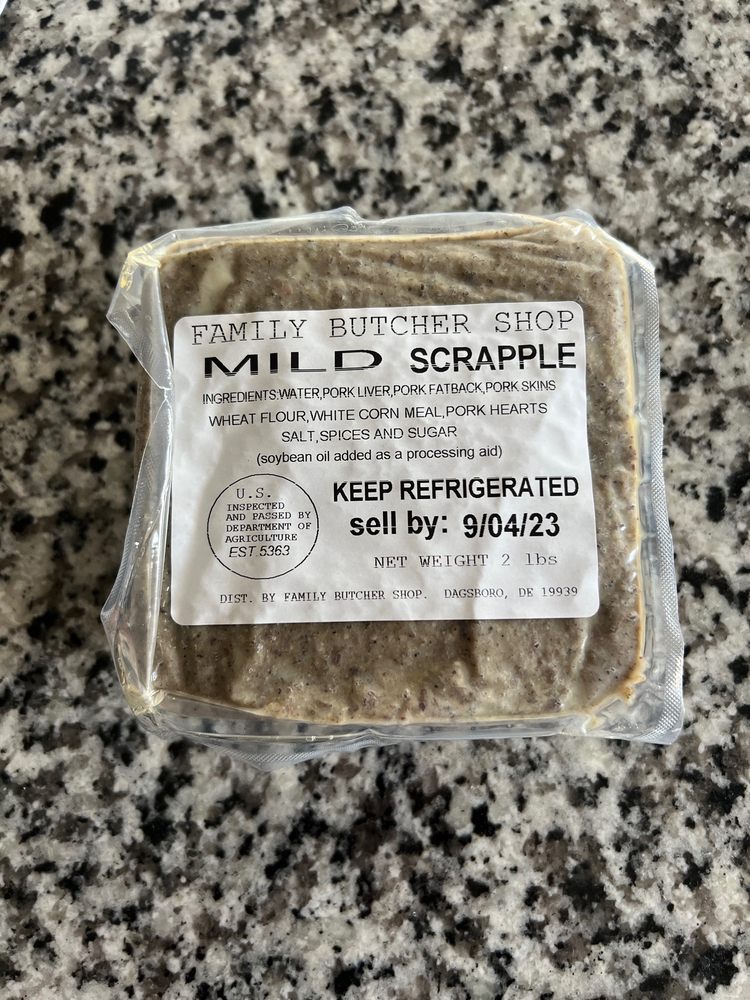 FAMILY BUTCHER SHOP
MILD SCRAPPLE
INGREDIENTS:WATER,PORK LIVER,PORK FATBACK,PORK SKINS
WHEAT FLOUR,WHITE CORN MEAL,PORK HEARTS
SALT,SPICES AND SUGAR
(soybean oil added as a processing aid)
U.S.
INSPECTED
AND PASSED BY
DEPARTMENT OF
AGRICULTURE
EST 5363
KEEP REFRIGERATED
sell by: 9/04/23
NET WEIGHT 2 lbs
DIST. BY FAMILY BUTCHER SHOP. DAGSBORO, DE 19939